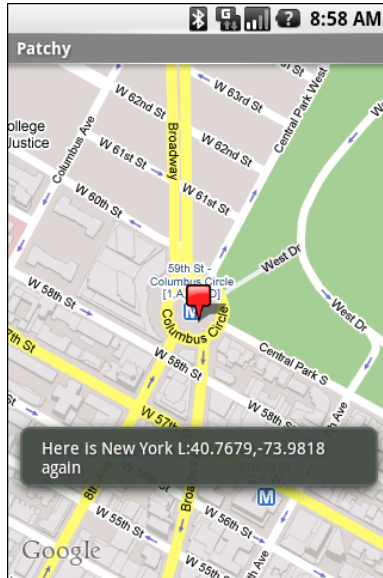 8:58 AM
Patchy
W 63rd St
W 62nd St
Central Park West
ollege
Justice
Columbus Ave
Broadway
W 62nd St
W 61st St
W 61st St
W 60th St
59th St -
Columbus Circle
West Dr
M
Columbus Circle
West Dr
W 58th St
W 58th St
Central Park S
7th St
W 57th
W 58th St
Here is New York L:40.7679,-73.9818
again
8th Ave
M
W 56th St
W 55th St
W 55th St
Google